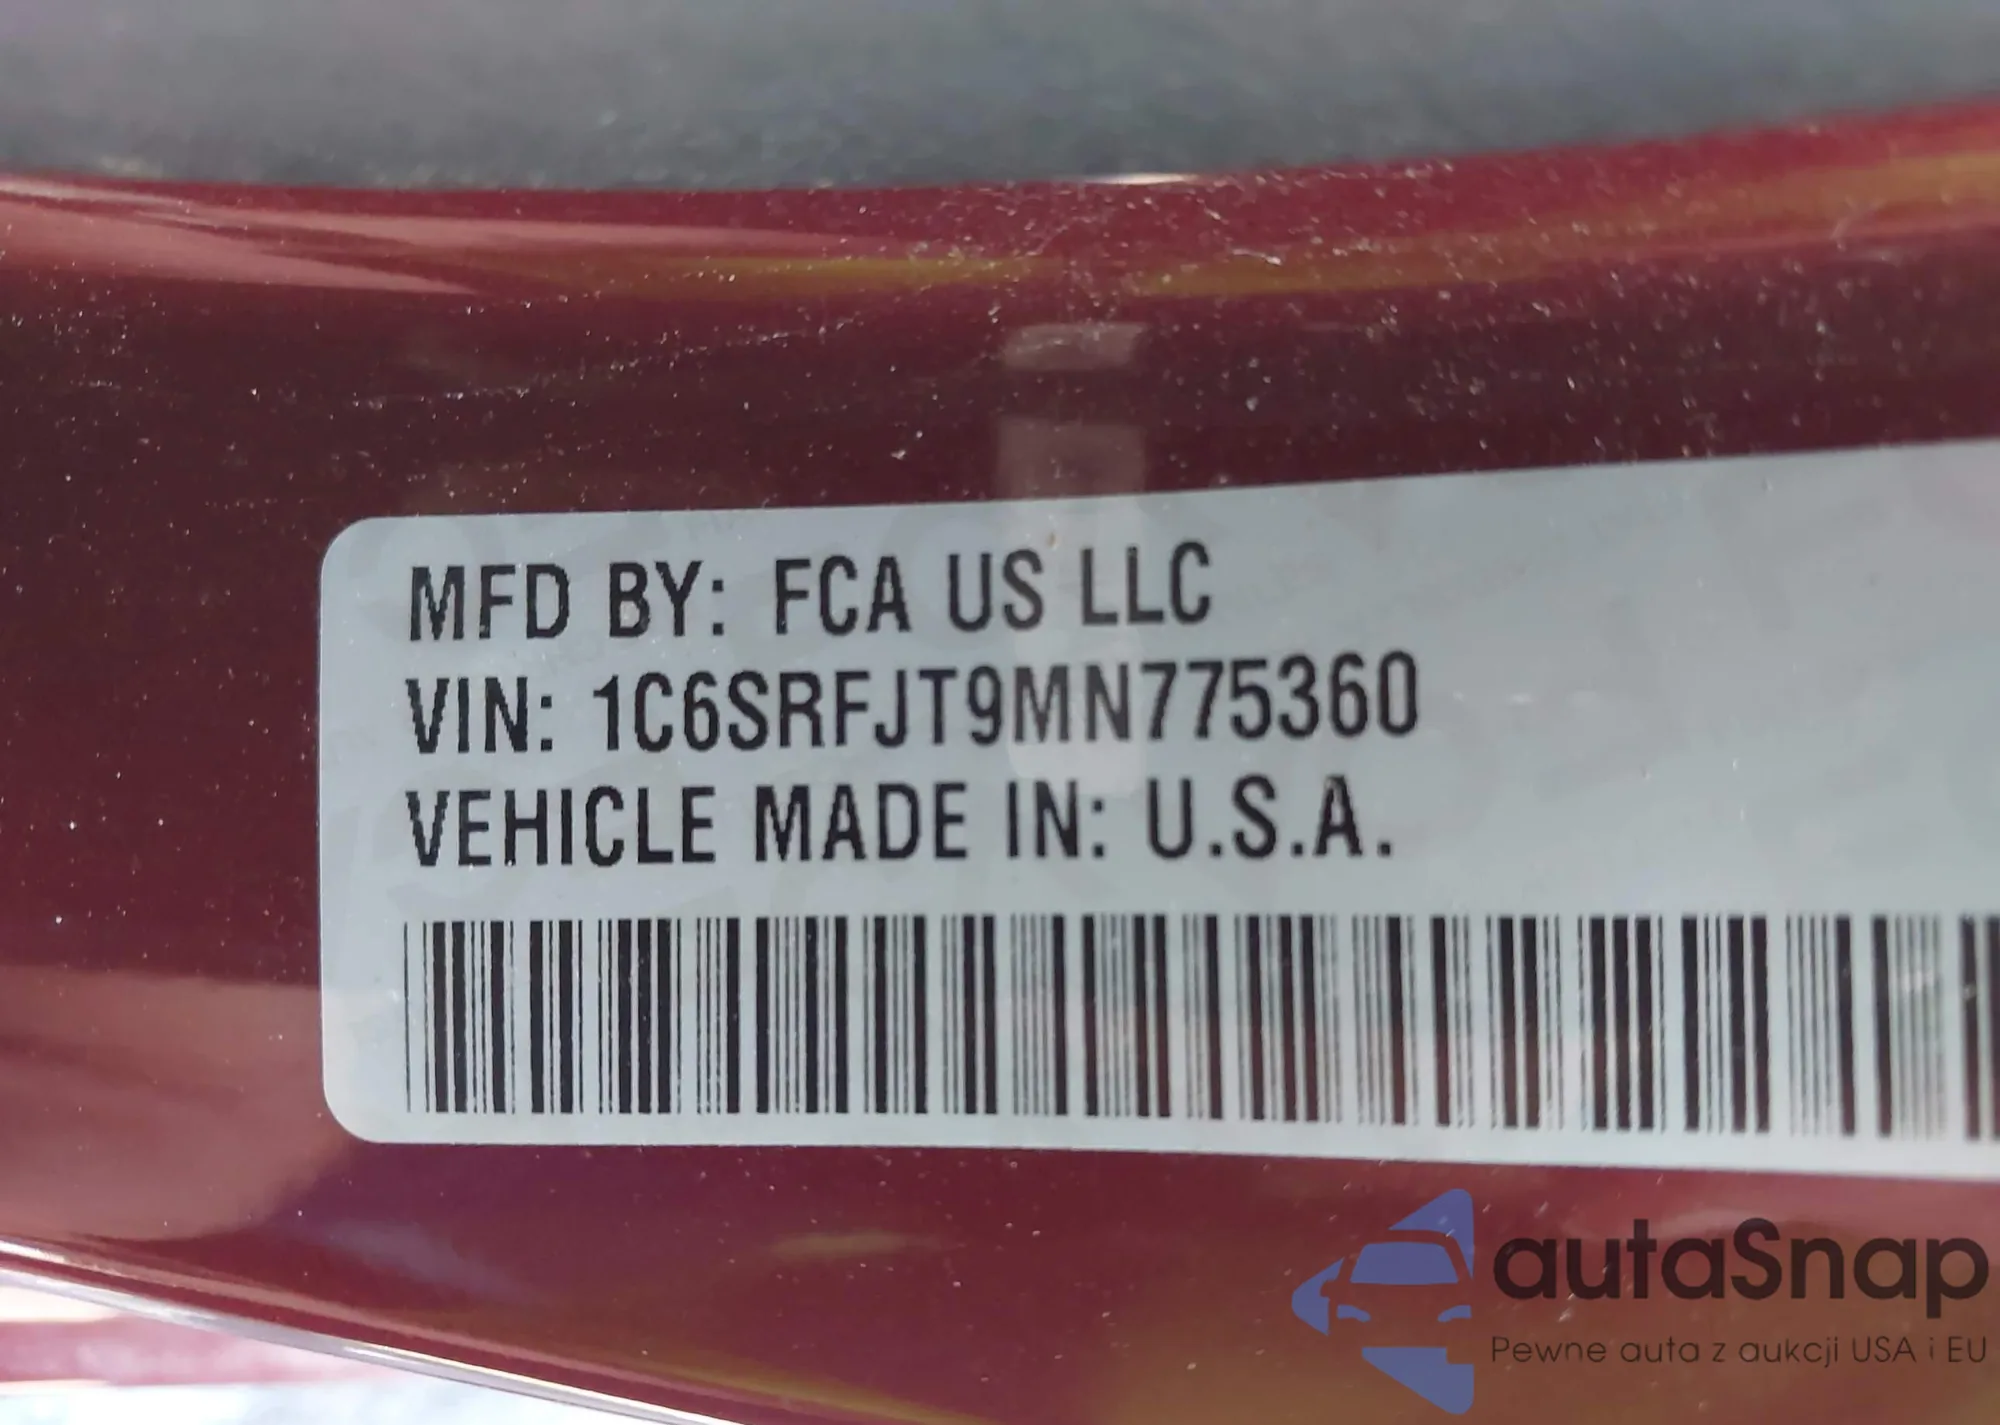 MFD BY: FCA US LLC
VIN: 1C6SRFJT9MN775360
VEHICLE MADE IN: U.S.A.
autaSnap
Pewne auta z aukcji USA i EU